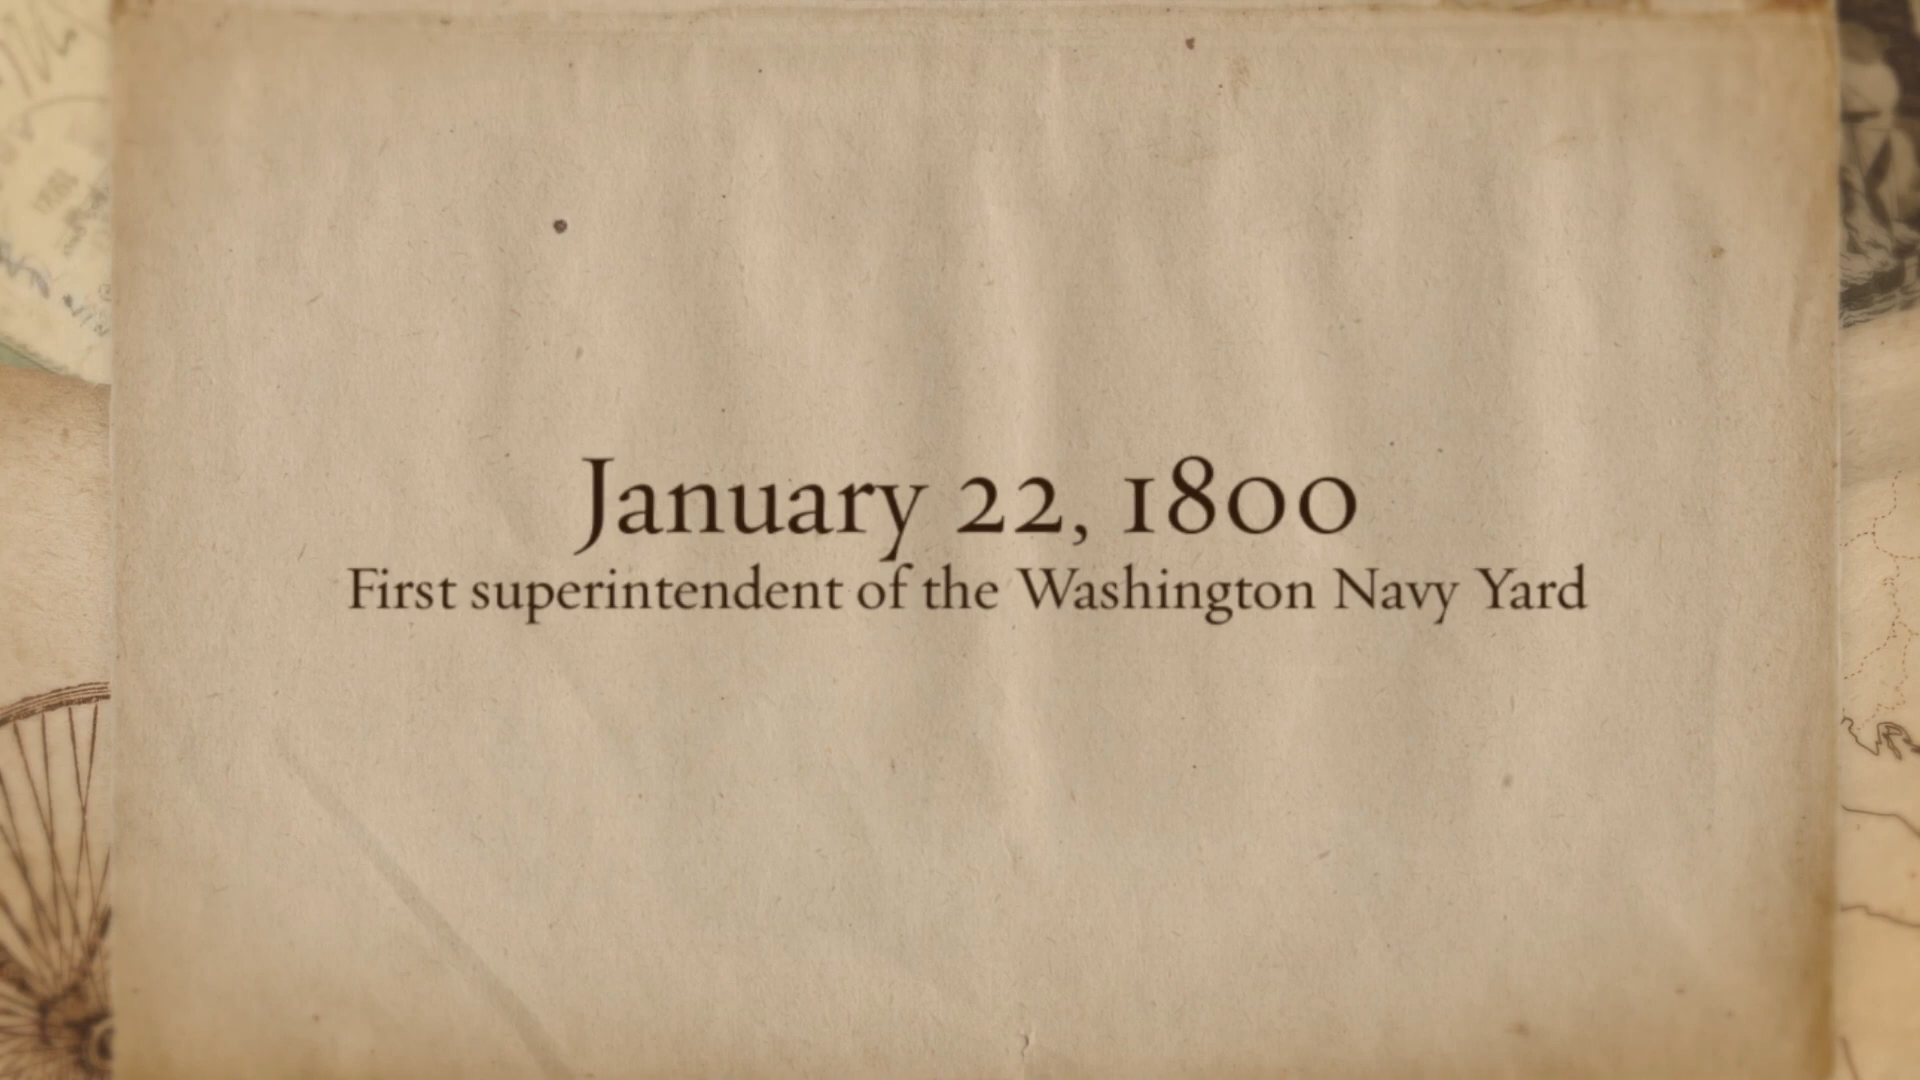 January 22, 1800
First superintendent of the Washington Navy Yard